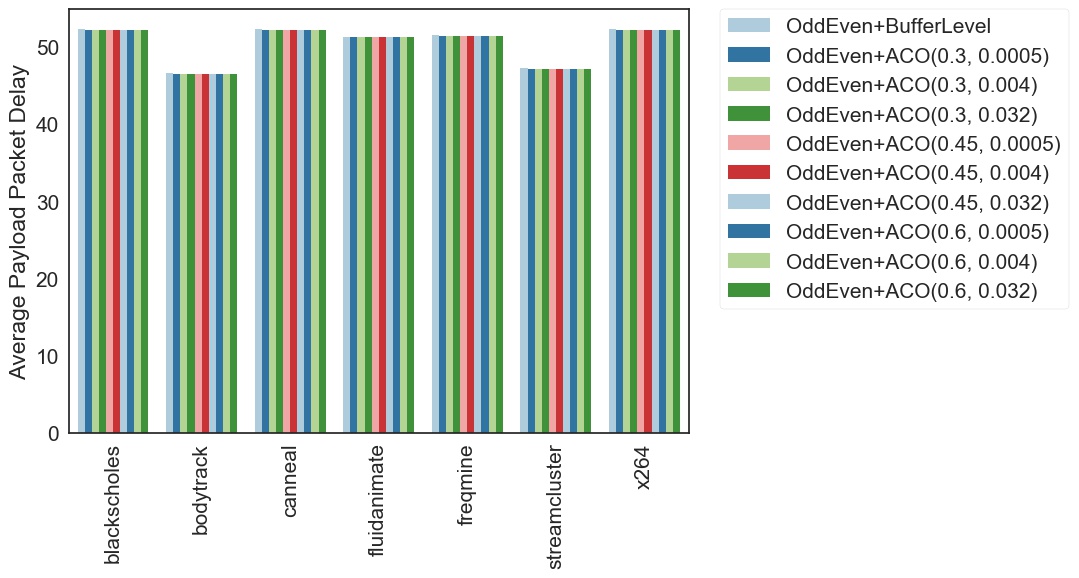 Average Payload Packet Delay
50
40
30
20
10
0
blackscholes
bodytrack
canneal
fluidanimate
freqmine
streamcluster
x264
OddEven+BufferLevel
OddEven+ACO(0.3, 0.0005)
OddEven+ACO(0.3, 0.004)
OddEven+ACO(0.3, 0.032)
OddEven+ACO(0.45, 0.0005)
OddEven+ACO(0.45, 0.004)
OddEven+ACO(0.45, 0.032)
OddEven+ACO(0.6, 0.0005)
OddEven+ACO(0.6, 0.004)
OddEven+ACO(0.6, 0.032)